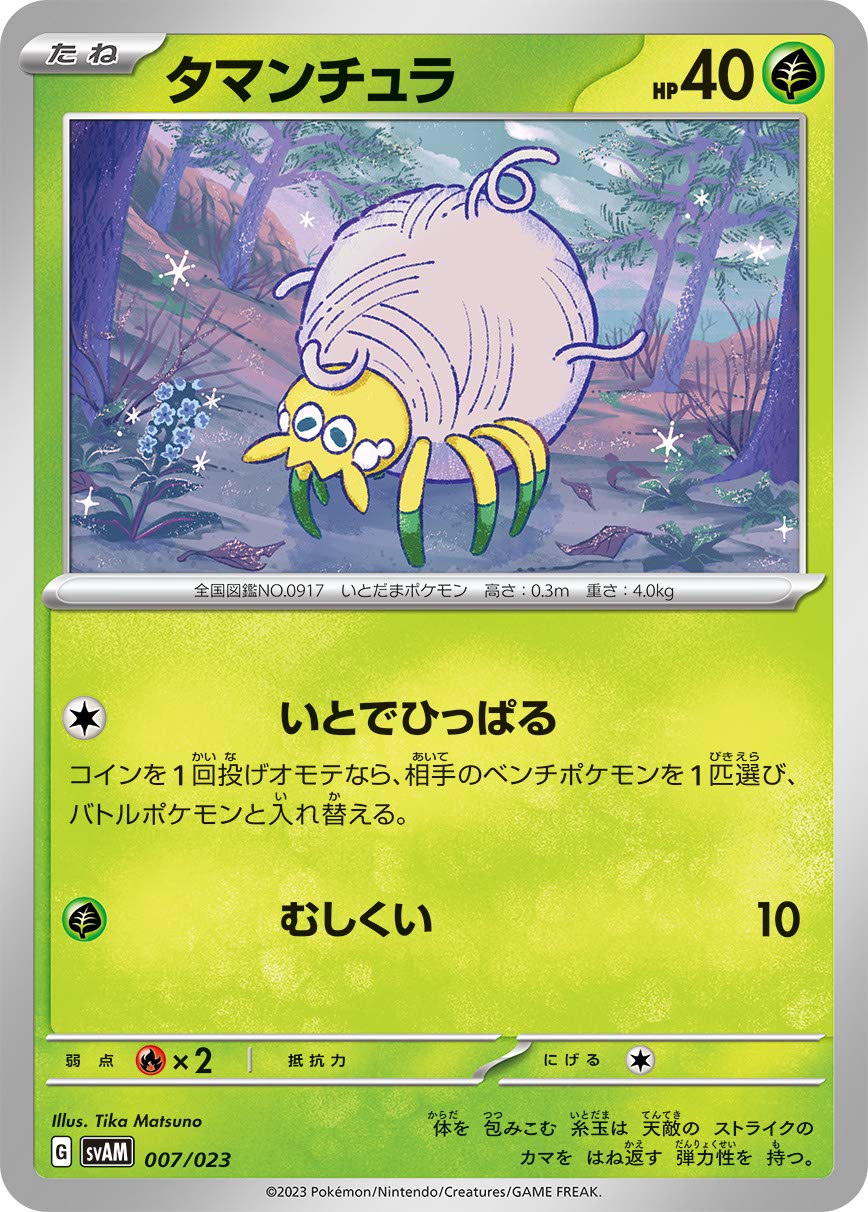 たね
タマンチュラ
HP40
全国図鑑NO.0917 いとだまポケモン 高さ:0.3m 重さ:4.0kg
いとでひっぱる
コインを1回投げオモテなら、相手のベンチポケモンを1匹選び、
バトルポケモンと入れ替える。
むしくい 10
弱点 ×2 抵抗力 にげる
Illus. Tika Matsuno
体を 包みこむ 糸玉は 天敵の ストライクの
カマを はね返す 弾力性を 持つ。
G svAM 007/023
©2023 Pokémon/Nintendo/Creatures/GAME FREAK.